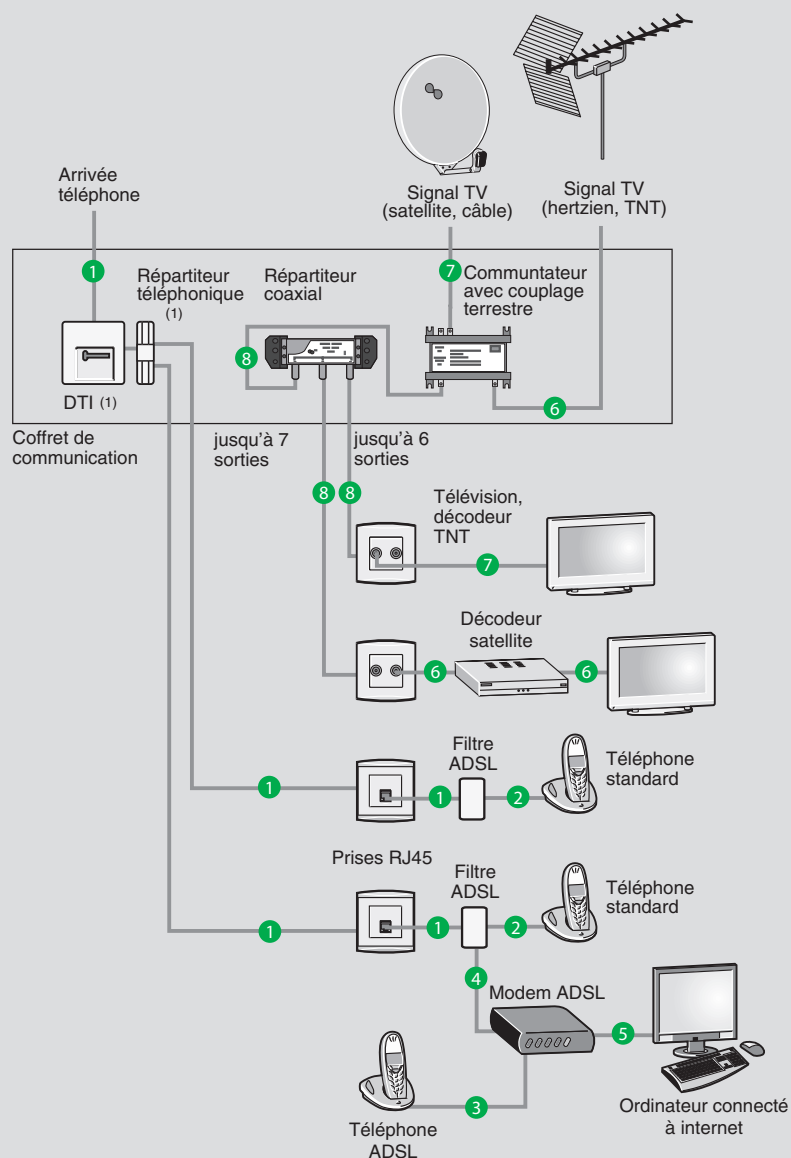 Arrivée
téléphone
Signal TV
(satellite, câble)
Signal TV
(hertzien, TNT)
1
Répartiteur
téléphonique
(1)
Répartiteur
coaxial
7
Communtateur
avec couplage
terrestre
8
6
DTI (1)
Coffret de
communication
jusqu'à 7
sorties
jusqu'à 6
sorties
8
8
Télévision,
décodeur
TNT
7
Décodeur
satellite
6
6
Filtre
ADSL
Téléphone
standard
1
1
2
Prises RJ45
Filtre
ADSL
Téléphone
standard
1
1
2
4
Modem ADSL
5
3
Téléphone
ADSL
Ordinateur connecté
à internet